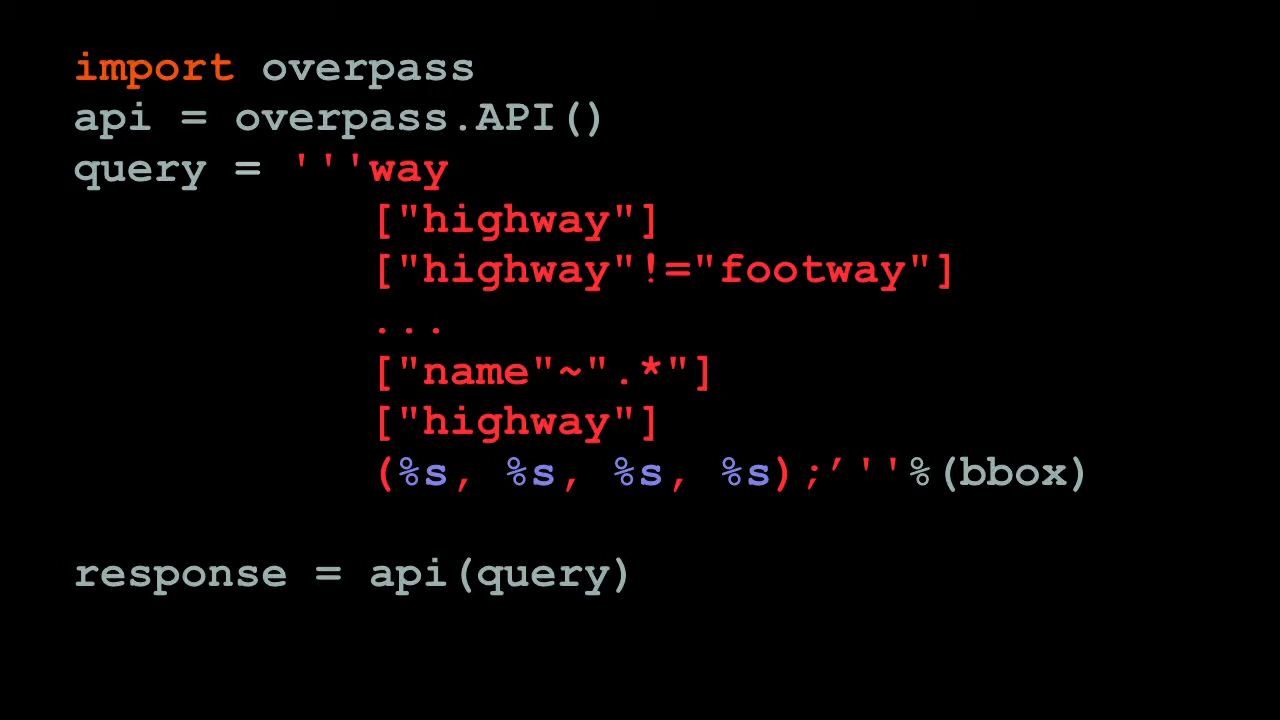 import overpass
api = overpass.API()
query = '''way
["highway"]
["highway"!="footway"]
...
["name"~".*"]
["highway"]
(%s, %s, %s, %s);’''%(bbox)
response = api(query)